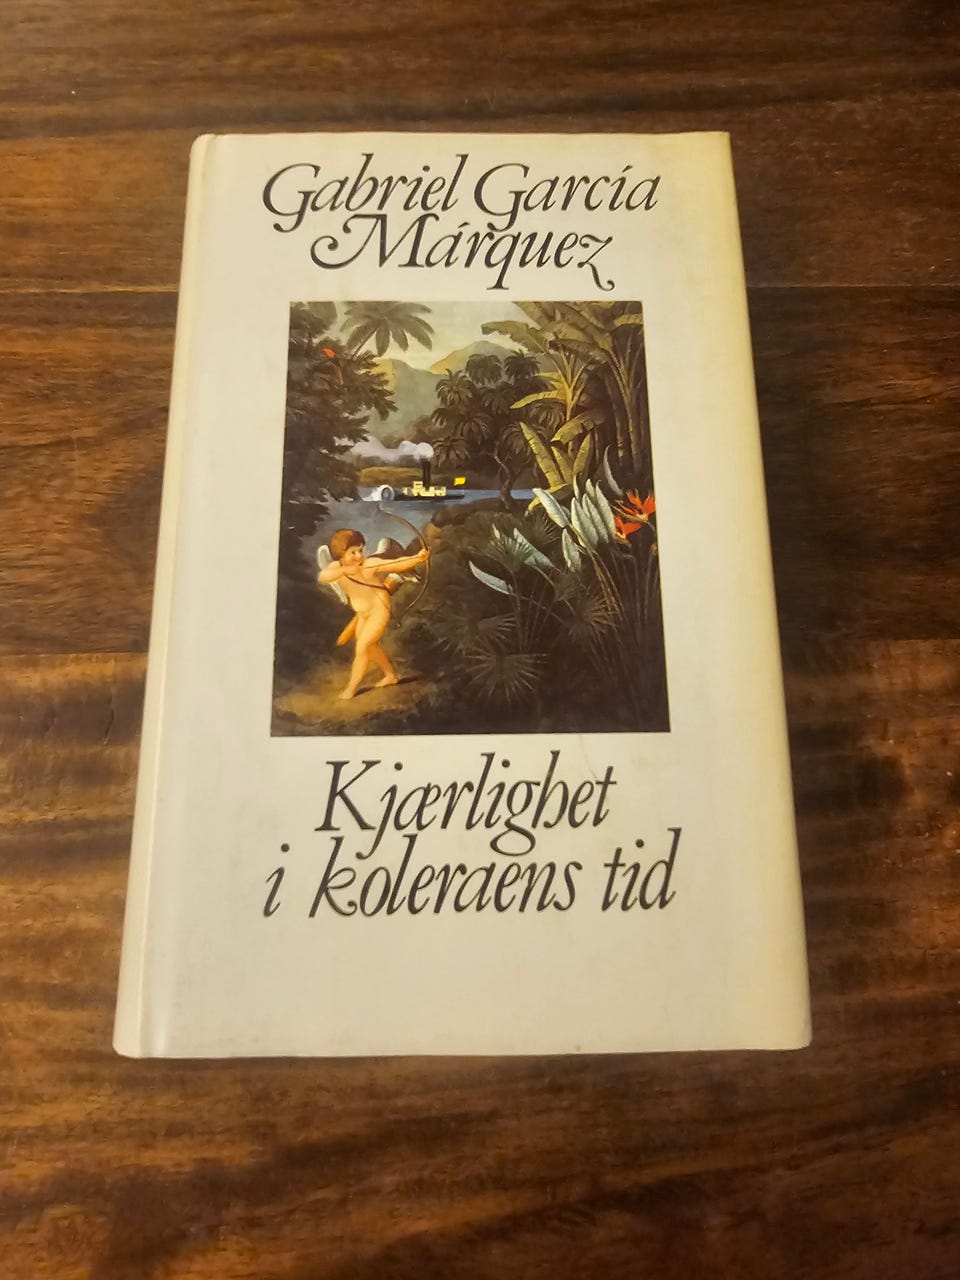 Gabriel García
Márquez
Kjærlighet
i koleraens tid